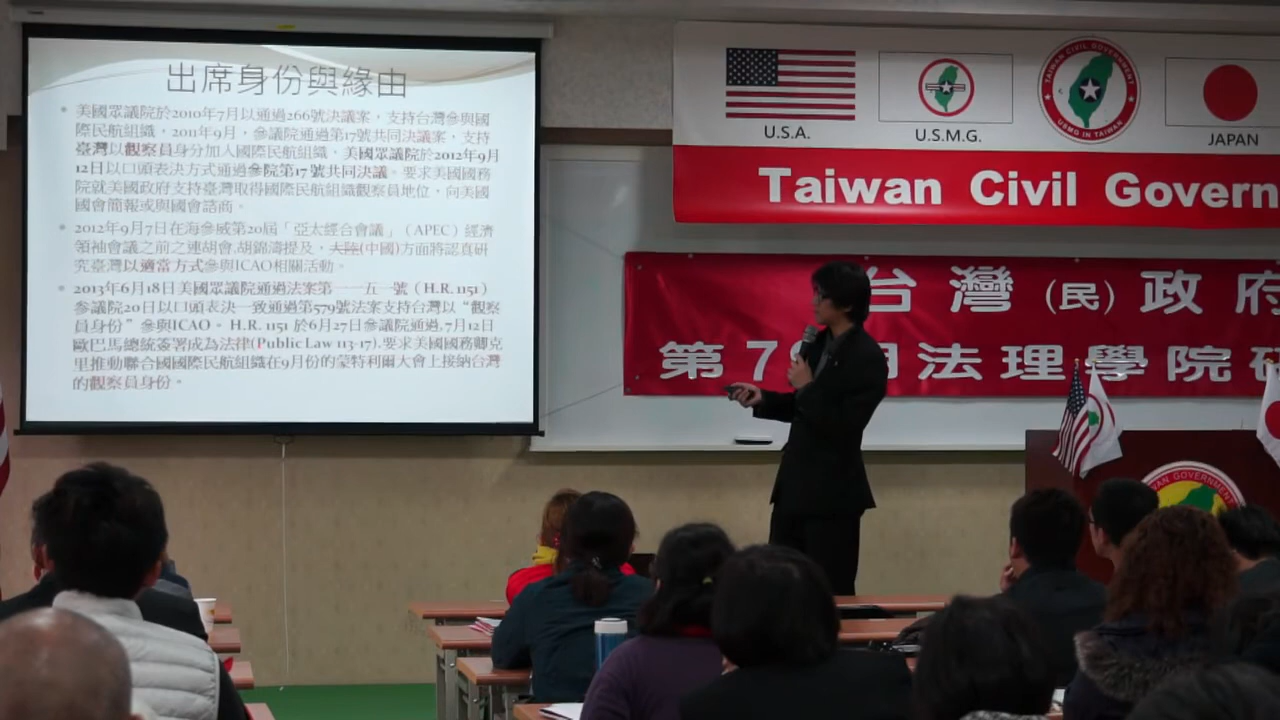 出席身份與緣由
美國眾議院於2010年7月以通過266號決議案，支持台灣參與國
際民航組織，2011年9月，參議院通過第17號共同決議案，支持
臺灣以觀察員身分加入國際民航組織，美國眾議院於2012年9月
12日以口頭表決方式通過參院第17號共同決議。要求美國國務
院就美國政府支持臺灣取得國際民航組織觀察員地位，向美國
國會簡報或與國會諮商。
2012年9月7日在海參威第20屆「亞太經合會議」（APEC）經濟
領袖會議之前之連胡會,胡錦濤提及，大陸(中國)方面將認真研
究臺灣以適當方式參與ICAO相關活動。
2013年6月18日美國眾議院通過法案第一一五一號（H.R. 1151）
參議院20日以口頭表決一致通過第579號法案支持台灣以“觀察
員身份”參與ICAO。H.R. 1151 於6月27日參議院通過,7月12日
歐巴馬總統簽署成為法律(Public Law 113-17).要求美國國務卿克
里推動聯合國國際民航組織在9月份的蒙特利爾大會上接納台灣
的觀察員身份。
U.S.A.
U.S.M.G.
TAIWAN CIVIL GOVERNMENT
USMG IN TAIWAN
JAPAN
Taiwan Civil Govern
台灣(民)政府
第7 期法理學院研
WAN GOVERNMENT